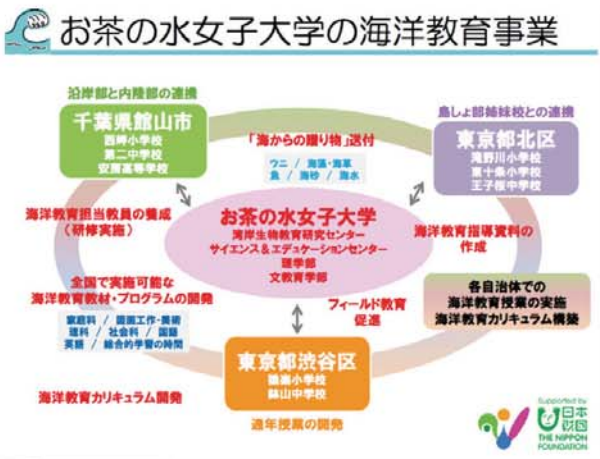 お茶の水女子大学の海洋教育事業
沿岸部と内陸部の連携
千葉県館山市
西岬小学校
第二中学校
安房高等学校
「海からの贈り物」送付
ウニ / 海藻・海草
魚 / 海砂 / 海水
島しょ部姉妹校との連携
東京都北区
滝野川小学校
東十条小学校
王子桜中学校
海洋教育担当教員の養成
(研修実施)
お茶の水女子大学
湾岸生物教育研究センター
サイエンス&エデュケーションセンター
理学部
文教育学部
海洋教育指導資料の
作成
全国で実施可能な
海洋教育教材・プログラムの開発
家庭科 / 図画工作・美術
理科 / 社会科 / 国語
英語 / 総合的学習の時間
フィールド教育
促進
各自治体での
海洋教育授業の実施
海洋教育カリキュラム構築
東京都渋谷区
小学校
鉢山中学校
通年授業の開発
海洋教育カリキュラム開発
Supported by
日本
財団
THE NIPPON
FOUNDATION